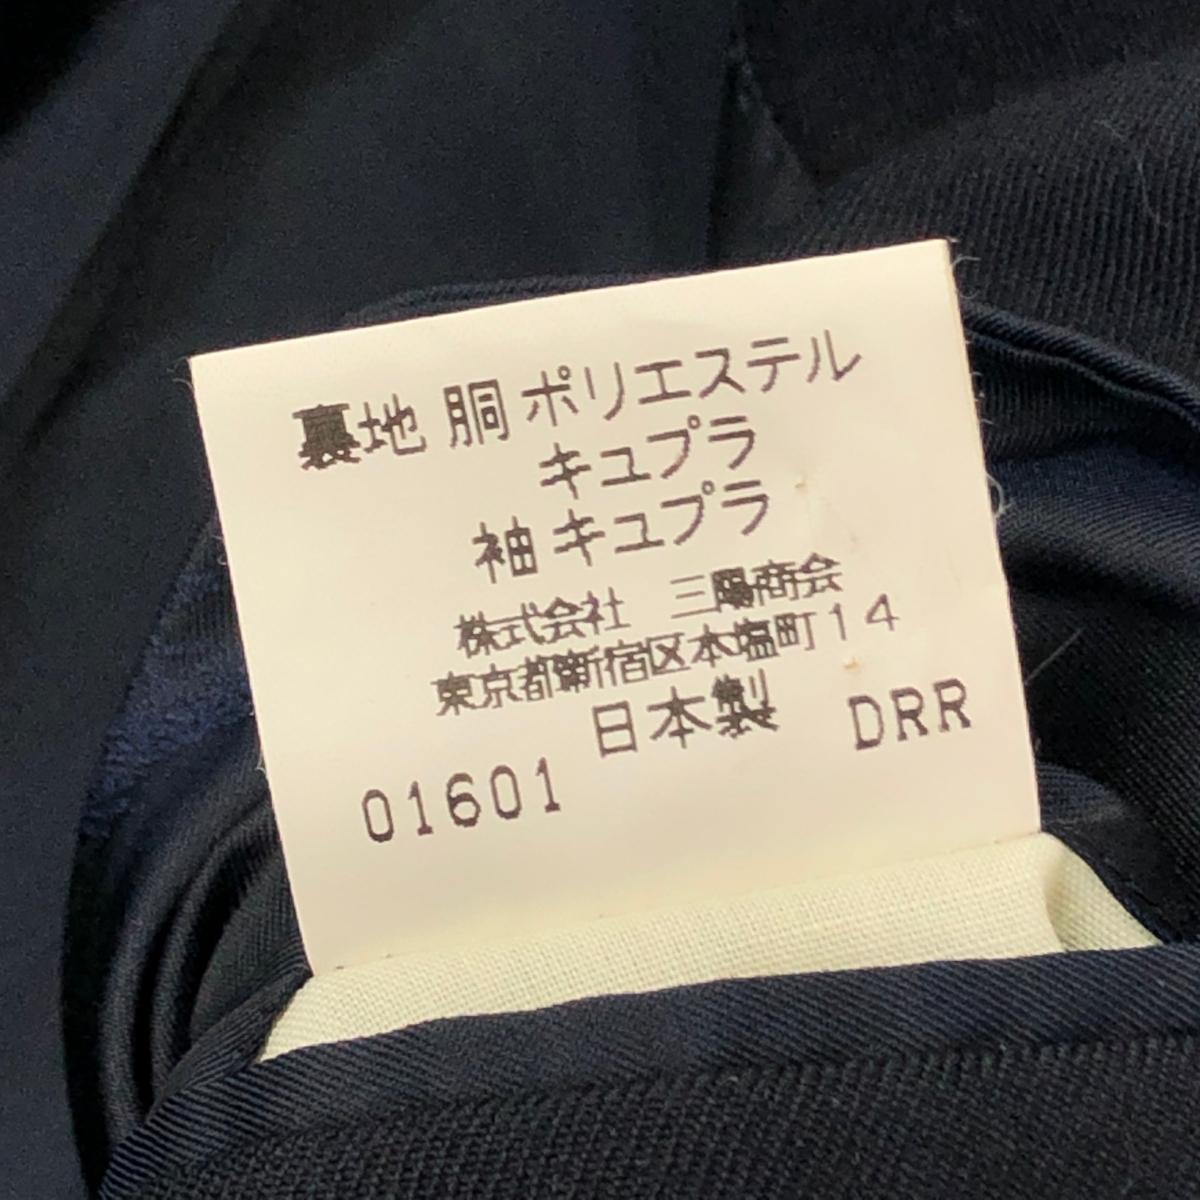 裏地 胴 ポリエステル
キュプラ
袖 キュプラ
株式会社 三陽商会
東京都新宿区本塩町14
日本製 DRR
01601